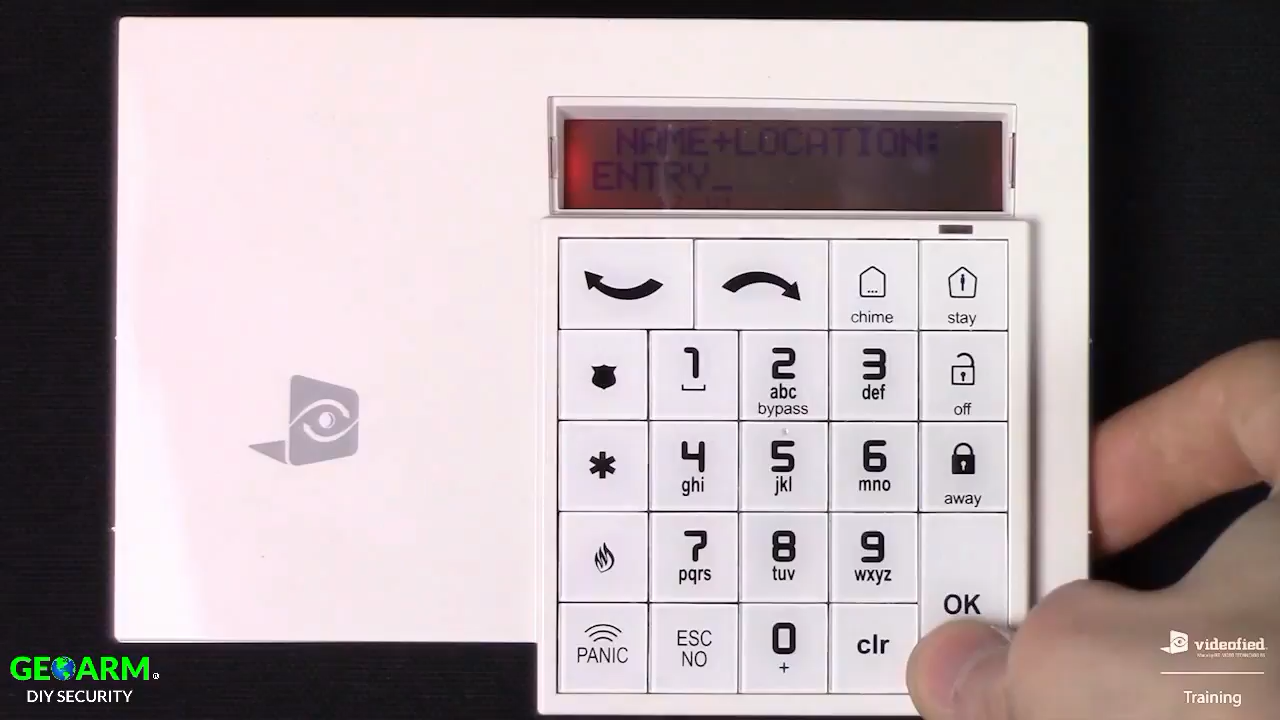 NAME+LOCATION:
ENTRY_
chime
stay
1
2
abc
bypass
3
def
off
4
ghi
5
jkl
6
mno
away
7
pqrs
8
tuv
9
wxyz
OK
PANIC
ESC
NO
0
+
clr
GEOARM®
DIY SECURITY
videofied
Training